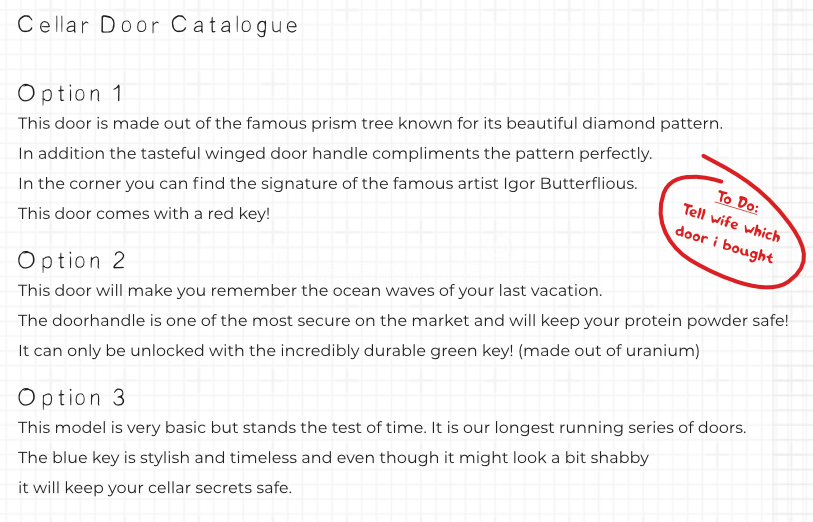 Cellar Door Catalogue
Option 1
This door is made out of the famous prism tree known for its beautiful diamond pattern.
In addition the tasteful winged door handle compliments the pattern perfectly.
In the corner you can find the signature of the famous artist Igor Butterflious.
This door comes with a red key!
To Do:
Tell wife which
door i bought
Option 2
This door will make you remember the ocean waves of your last vacation.
The doorhandle is one of the most secure on the market and will keep your protein powder safe!
It can only be unlocked with the incredibly durable green key! (made out of uranium)
Option 3
This model is very basic but stands the test of time. It is our longest running series of doors.
The blue key is stylish and timeless and even though it might look a bit shabby
it will keep your cellar secrets safe.